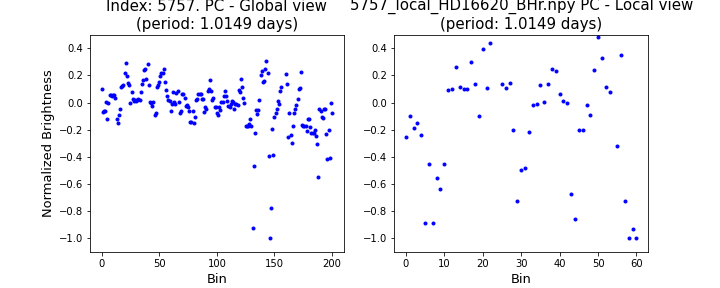 Index: 5757. PC - Global view
(period: 1.0149 days)
5757_local_HD16620_BHr.npy PC - Local view
(period: 1.0149 days)
Normalized Brightness
0.4
0.2
0.0
−0.2
−0.4
−0.6
−0.8
−1.0
0 50 100 150 200
Bin
0.4
0.2
0.0
−0.2
−0.4
−0.6
−0.8
−1.0
0 10 20 30 40 50 60
Bin